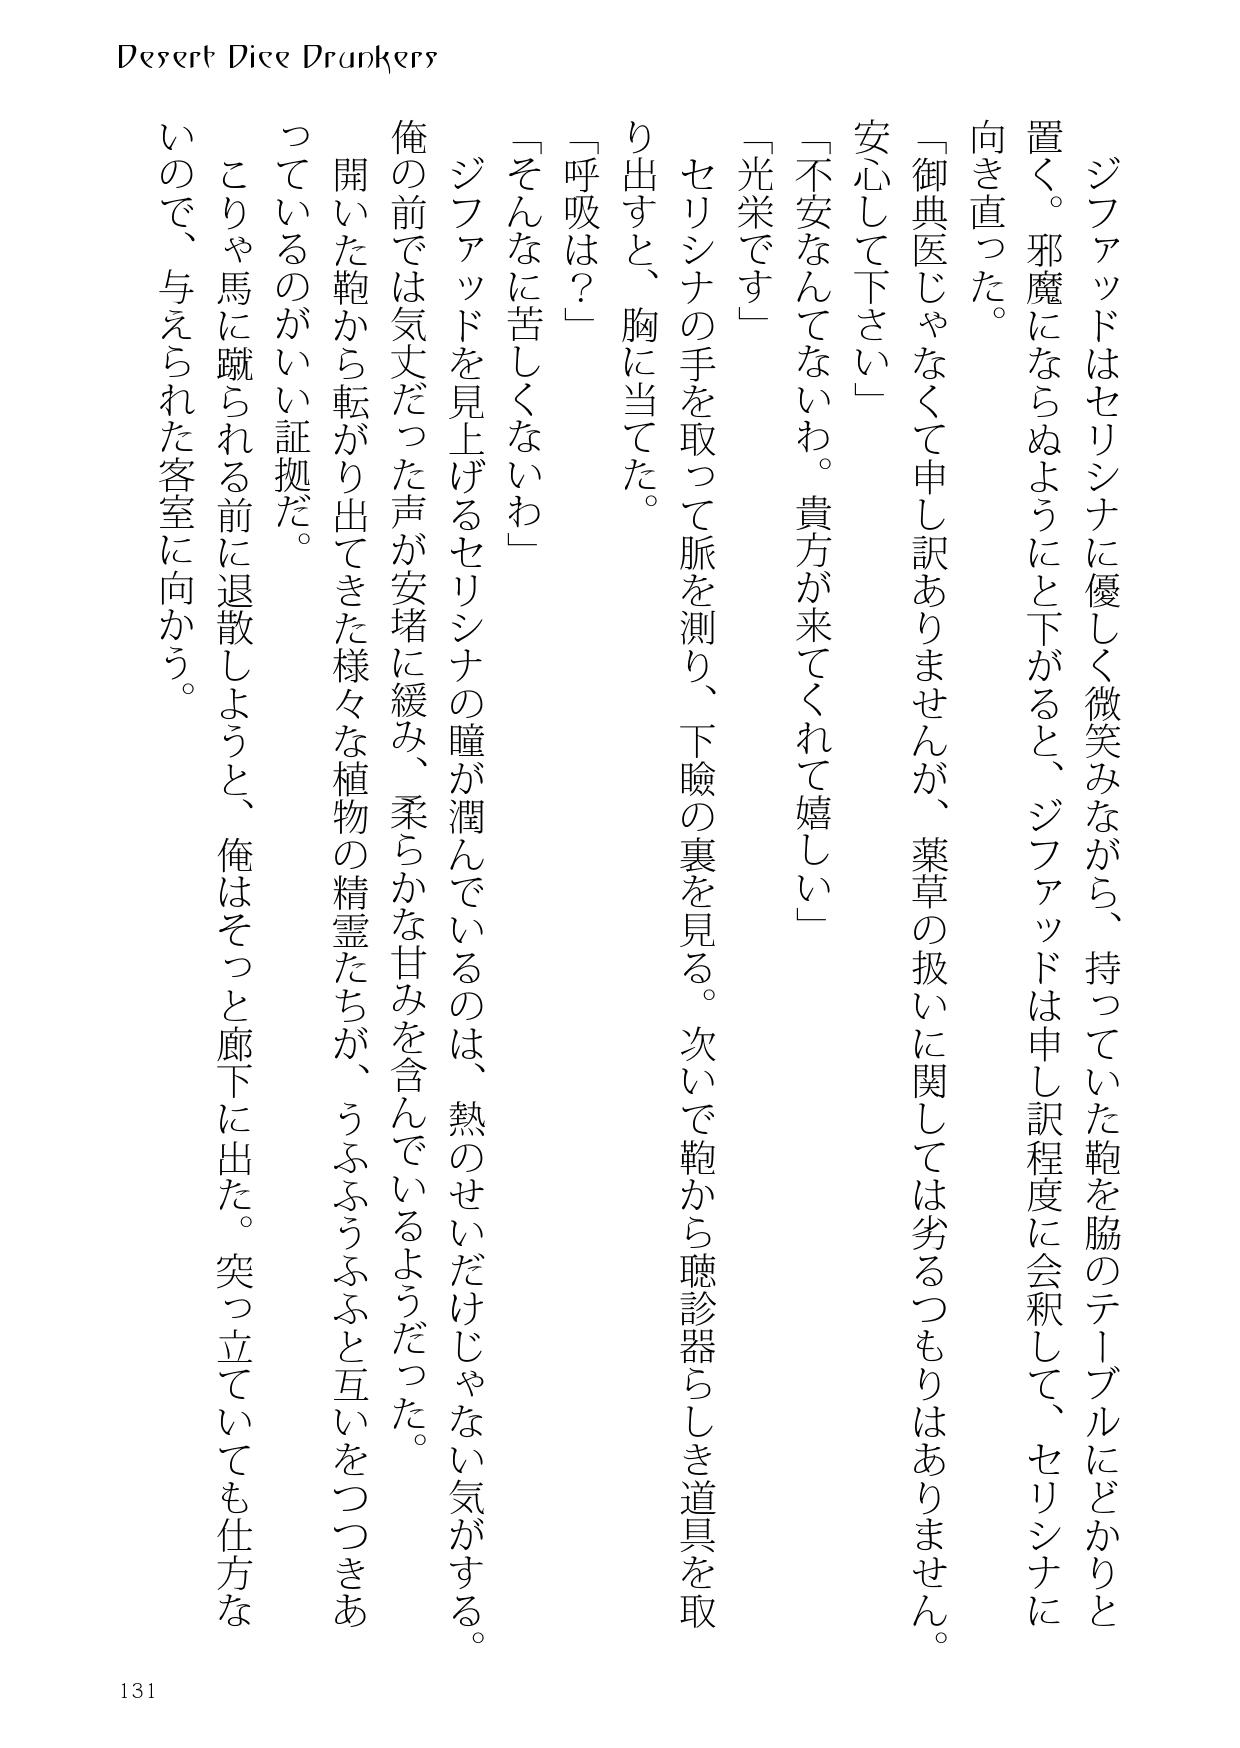 Desert Dice Drunkers
　ジファッドはセリシナに優しく微笑みながら、持っていた鞄を脇のテーブルにどかりと
置く。邪魔にならぬようにと下がると、ジファッドは申し訳程度に会釈して、セリシナに
向き直った。
「御典医じゃなくて申し訳ありませんが、薬草の扱いに関しては劣るつもりはありません。
安心して下さい」
「不安なんてないわ。貴方が来てくれて嬉しい」
「光栄です」
　セリシナの手を取って脈を測り、下瞼の裏を見る。次いで鞄から聴診器らしき道具を取
り出すと、胸に当てた。
「呼吸は？」
「そんなに苦しくないわ」
　ジファッドを見上げるセリシナの瞳が潤んでいるのは、熱のせいだけじゃない気がする。
俺の前では気丈だった声が安堵に緩み、柔らかな甘みを含んでいるようだった。
　開いた鞄から転がり出てきた様々な植物の精霊たちが、うふふうふふと互いをつつきあ
っているのがいい証拠だ。
　こりゃ馬に蹴られる前に退散しようと、俺はそっと廊下に出た。突っ立ていても仕方な
いので、与えられた客室に向かう。
131